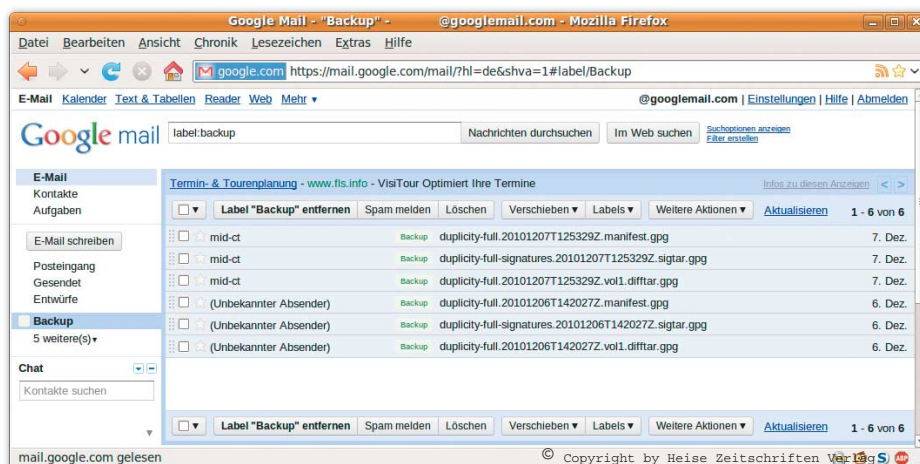 Google Mail - "Backup" - @googlemail.com - Mozilla Firefox
Datei Bearbeiten Ansicht Chronik Lesezeichen Extras Hilfe
google.com https://mail.google.com/mail/?hl=de&shva=1#label/Backup
E-Mail Kalender Text & Tabellen Reader Web Mehr ▾ @googlemail.com | Einstellungen | Hilfe | Abmelden
Google mail label:backup Nachrichten durchsuchen Im Web suchen Suchoptionen anzeigen
Filter erstellen
E-Mail
Kontakte
Aufgaben
E-Mail schreiben
Posteingang
Gesendet
Entwürfe
Backup
5 weitere(s)▾
Chat
Kontakte suchen
Termin- & Tourenplanung - www.fls.info - VisiTour Optimiert Ihre Termine Infos zu diesen Anzeigen < >
Label "Backup" entfernen Spam melden Löschen Verschieben ▾ Labels ▾ Weitere Aktionen ▾ Aktualisieren 1 - 6 von 6
mid-ct Backup duplicity-full.20101207T125329Z.manifest.gpg 7. Dez.
mid-ct Backup duplicity-full-signatures.20101207T125329Z.sigtar.gpg 7. Dez.
mid-ct Backup duplicity-full.20101207T125329Z.vol1.difftar.gpg 7. Dez.
(Unbekannter Absender) Backup duplicity-full.20101206T142027Z.manifest.gpg 6. Dez.
(Unbekannter Absender) Backup duplicity-full-signatures.20101206T142027Z.sigtar.gpg 6. Dez.
(Unbekannter Absender) Backup duplicity-full.20101206T142027Z.vol1.difftar.gpg 6. Dez.
Label "Backup" entfernen Spam melden Löschen Verschieben ▾ Labels ▾ Weitere Aktionen ▾ Aktualisieren 1 - 6 von 6
mail.google.com gelesen
© Copyright by Heise Zeitschriften Verlag
S ABP